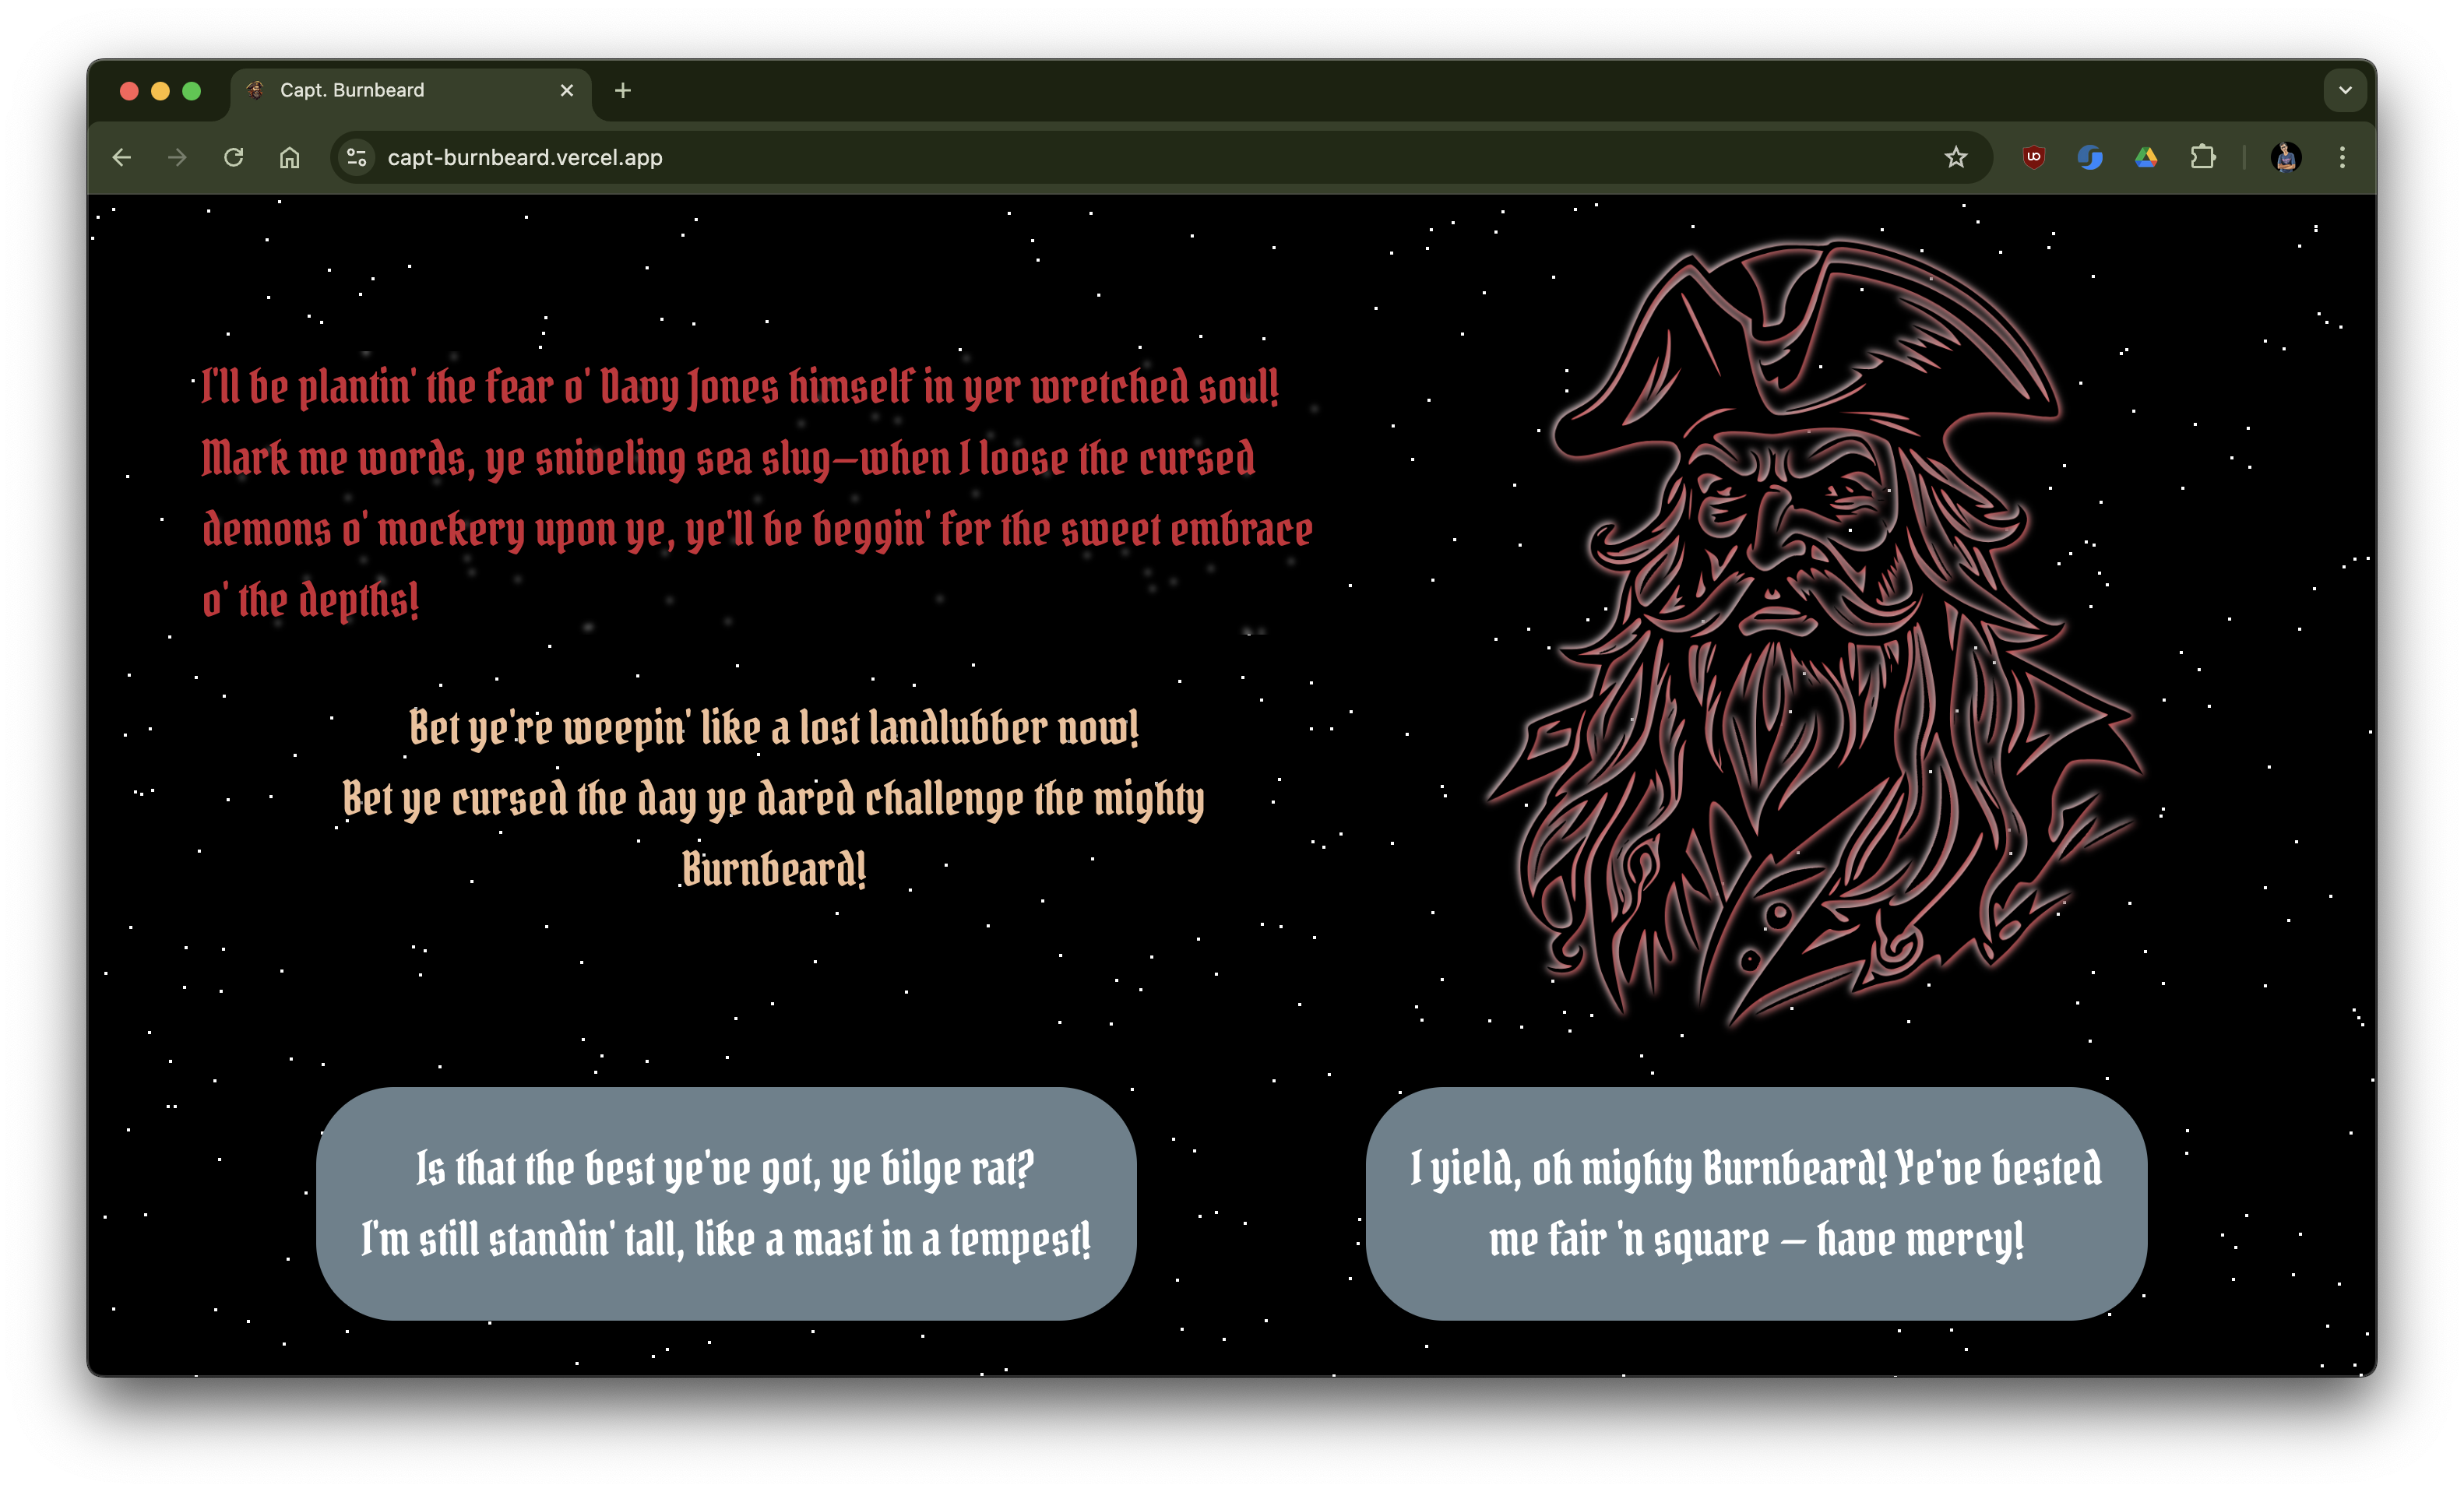 Capt. Burnbeard
capt-burnbeard.vercel.app
I'll be plantin' the fear o' Davy Jones himself in yer wretched soul!
Mark me words, ye sniveling sea slug—when I loose the cursed
demons o' mockery upon ye, ye'll be beggin' fer the sweet embrace
o' the depths!
Bet ye're weepin' like a lost landlubber now!
Bet ye cursed the day ye dared challenge the mighty
Burnbeard!
Is that the best ye've got, ye bilge rat?
I'm still standin' tall, like a mast in a tempest!
I yield, oh mighty Burnbeard! Ye've bested
me fair 'n square — have mercy!